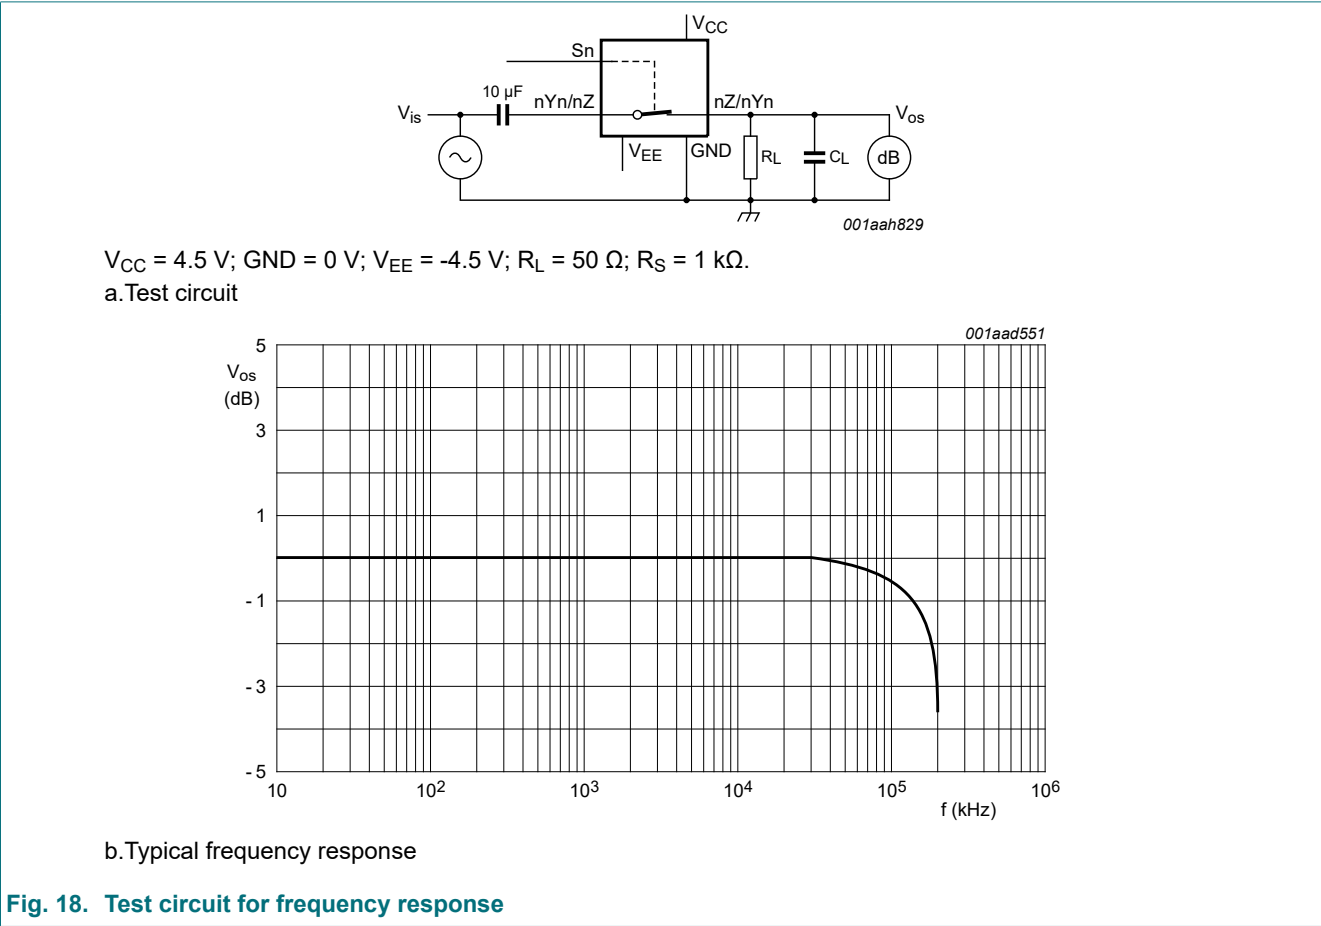 VCC
Sn
10 μF
nYn/nZ
nZ/nYn
Vis
Vos
VEE
GND
RL
CL
dB
001aah829
VCC = 4.5 V; GND = 0 V; VEE = -4.5 V; RL = 50 Ω; RS = 1 kΩ.
a.Test circuit
001aad551
5
Vos
(dB)
3
1
- 1
- 3
- 5
10 10² 10³ 10⁴ 10⁵ 10⁶
f (kHz)
b.Typical frequency response
Fig. 18. Test circuit for frequency response